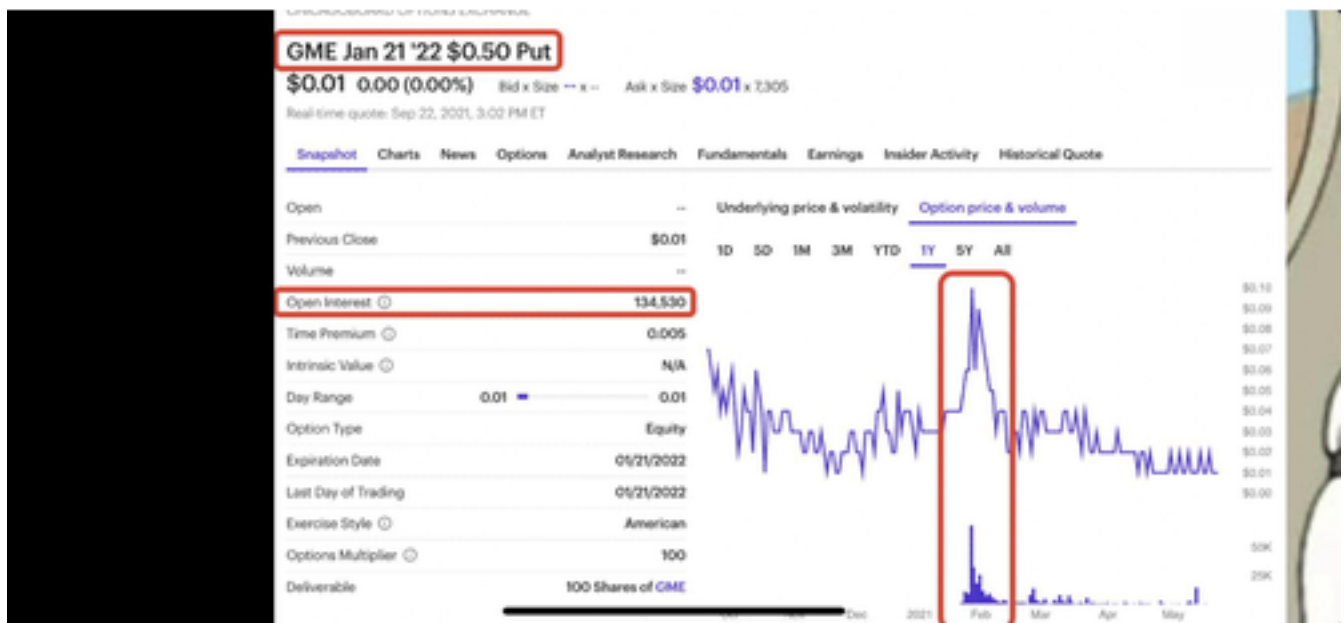 CHICAGOBOARD OPTIONS EXCHANGE
GME Jan 21 '22 $0.50 Put
$0.01 0.00 (0.00%) Bid x Size -- x -- Ask x Size $0.01 x 7,305
Real-time quote: Sep 22, 2021, 3:02 PM ET
Snapshot Charts News Options Analyst Research Fundamentals Earnings Insider Activity Historical Quote
Open --
Previous Close $0.01
Volume --
Open Interest 134,530
Time Premium 0.005
Intrinsic Value N/A
Day Range 0.01 0.01
Option Type Equity
Expiration Date 01/21/2022
Last Day of Trading 01/21/2022
Exercise Style American
Options Multiplier 100
Deliverable 100 Shares of GME
Underlying price & volatility Option price & volume
1D 5D 1M 3M YTD 1Y 5Y All
$0.10
$0.09
$0.08
$0.07
$0.06
$0.05
$0.04
$0.03
$0.02
$0.01
$0.00
50K
25K
Dec 2021 Feb Mar Apr May